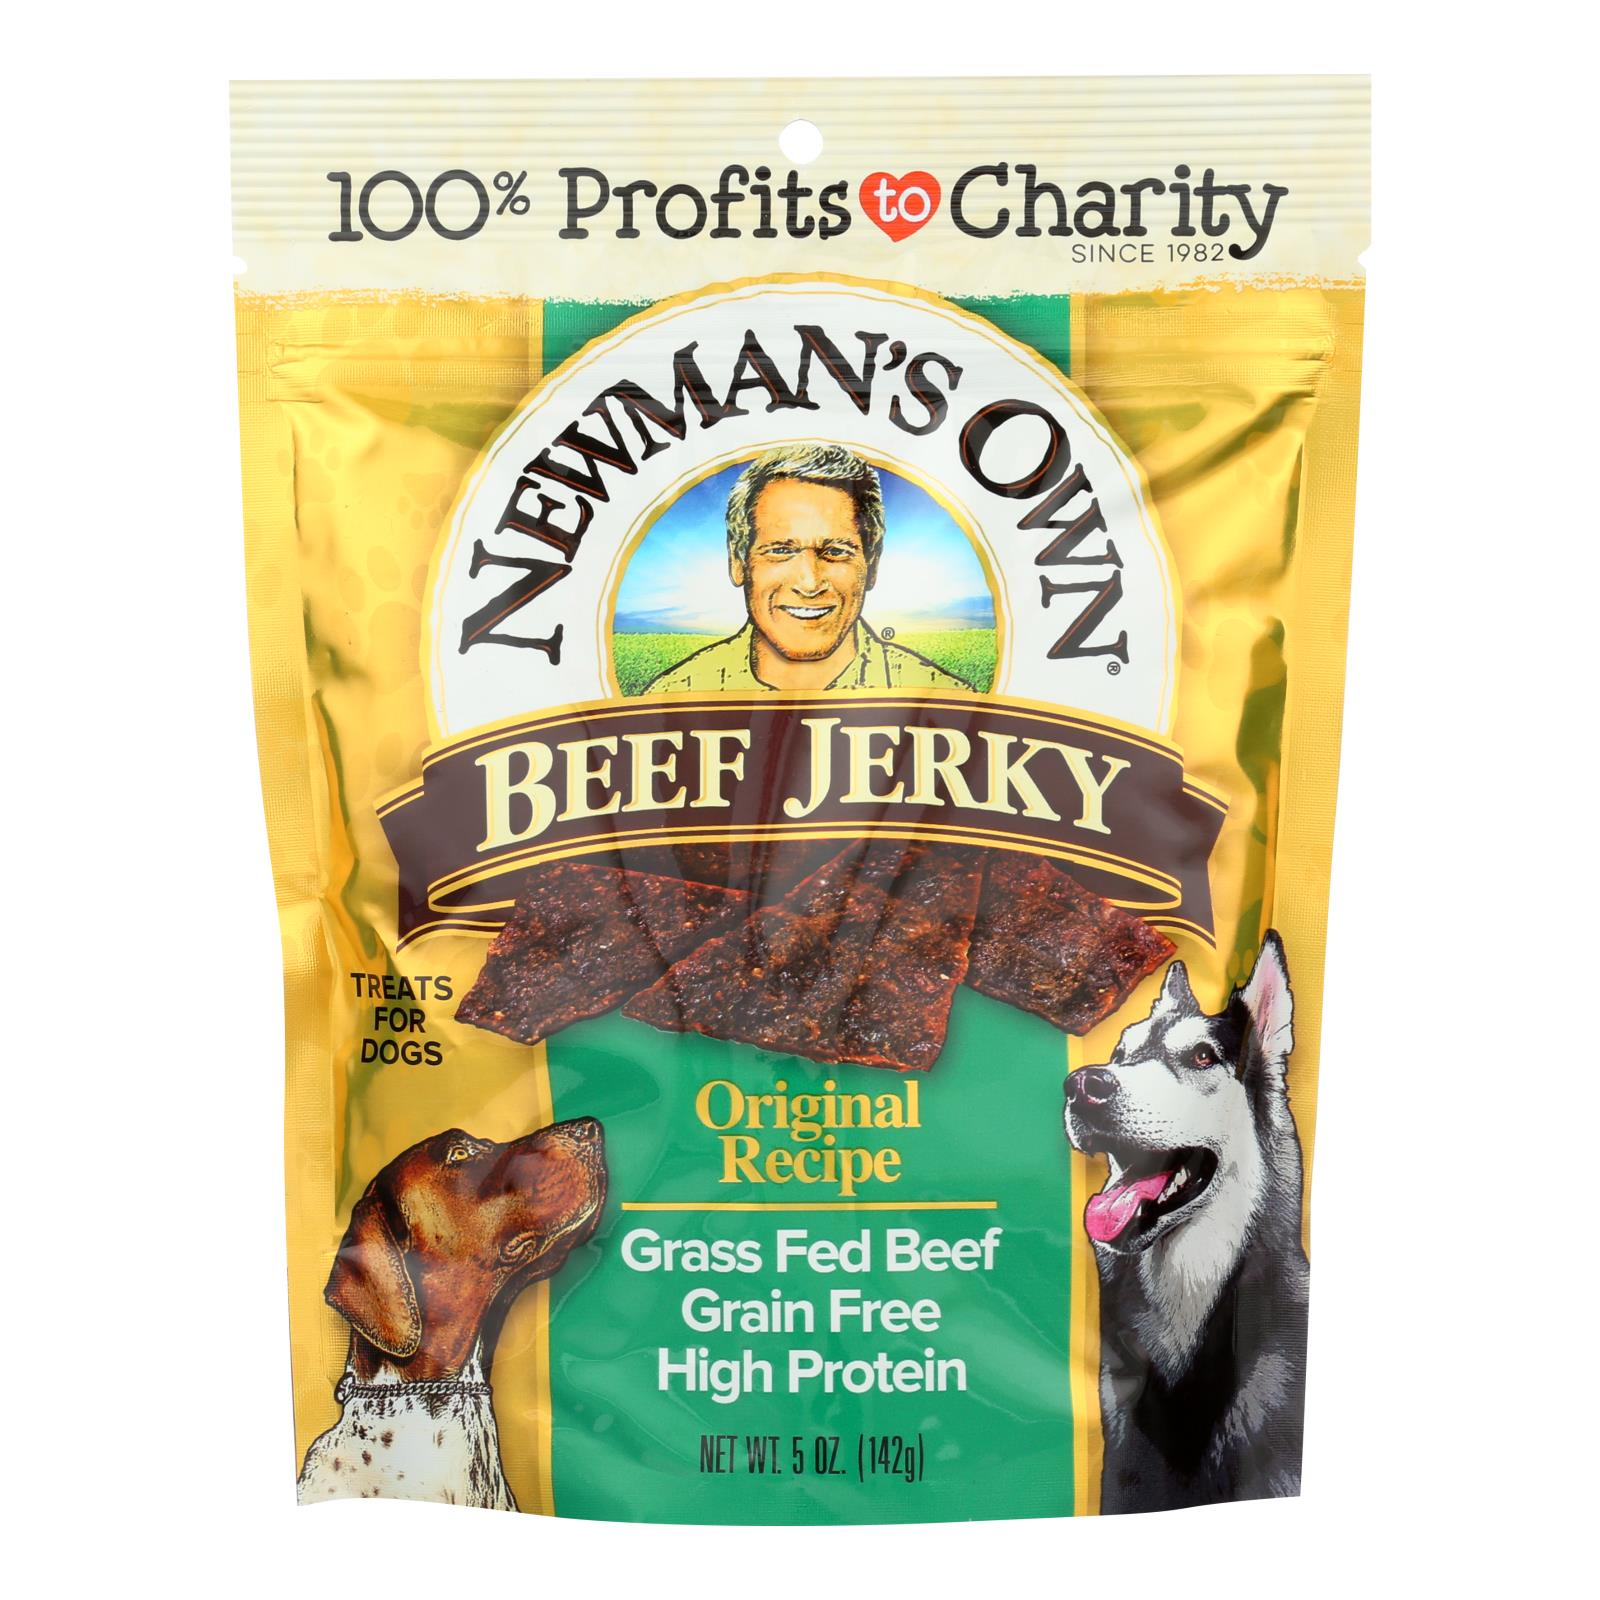 100% Profits to Charity
SINCE 1982
NEWMAN'S OWN®
®
BEEF JERKY
TREATS
FOR
DOGS
Original
Recipe
Grass Fed Beef
Grain Free
High Protein
NET WT. 5 OZ. (142g)